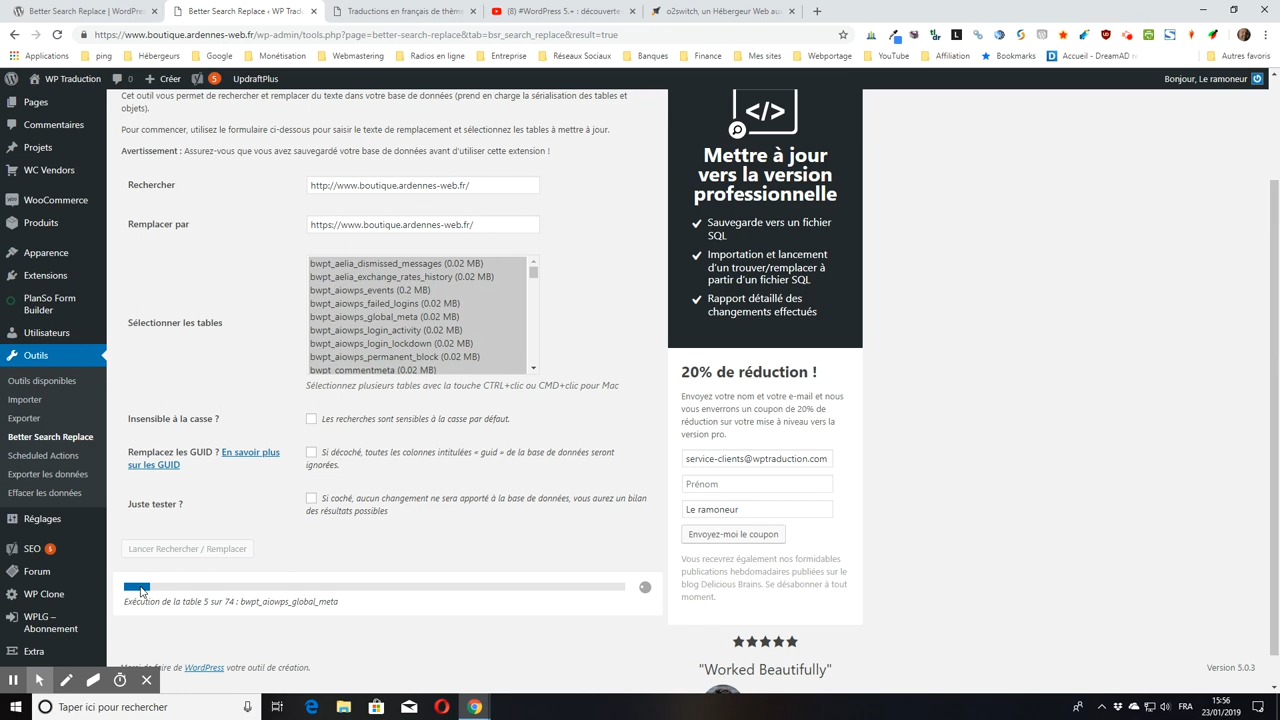 Better Search Replace ‹ WP Trad
Better Search Replace ‹ WP Trad
Traductions en français de thème
(8) #WordPress 5.+ : découverte
o2switch, un Hébergeur Web aux
https://www.boutique.ardennes-web.fr/wp-admin/tools.php?page=better-search-replace&tab=bsr_search_replace&result=true
Applications ping Hébergeurs Google Monétisation Webmastering Radios en ligne Entreprise Réseaux Sociaux Banques Finance Mes sites Webportage YouTube Affiliation Bookmarks Accueil - DreamAD Autres favoris
WP Traduction 0 Créer 5 UpdraftPlus Bonjour, Le ramoneur
Pages
Commentaires
Projets
WC Vendors
WooCommerce
Produits
Apparence
Extensions
PlanSo Form
Builder
Utilisateurs
Outils
Outils disponibles
Importer
Exporter
Better Search Replace
Scheduled Actions
Exporter les données
Effacer les données
Réglages
SEO 5
Forum
WP Clone
WPLG –
Abonnement
Extra
Cet outil vous permet de rechercher et remplacer du texte dans votre base de données (prend en charge la sérialisation des tables et
objets).
Pour commencer, utilisez le formulaire ci-dessous pour saisir le texte de remplacement et sélectionnez les tables à mettre à jour.
Avertissement : Assurez-vous que vous avez sauvegardé votre base de données avant d'utiliser cette extension !
Rechercher
http://www.boutique.ardennes-web.fr/
Remplacer par
https://www.boutique.ardennes-web.fr/
Sélectionner les tables
bwpt_aelia_dismissed_messages (0.02 MB)
bwpt_aelia_exchange_rates_history (0.02 MB)
bwpt_aiowps_events (0.2 MB)
bwpt_aiowps_failed_logins (0.02 MB)
bwpt_aiowps_global_meta (0.02 MB)
bwpt_aiowps_login_activity (0.02 MB)
bwpt_aiowps_login_lockdown (0.02 MB)
bwpt_aiowps_permanent_block (0.02 MB)
bwpt_commentmeta (0.02 MB)
Sélectionnez plusieurs tables avec la touche CTRL+clic ou CMD+clic pour Mac
Insensible à la casse ?
Les recherches sont sensibles à la casse par défaut.
Remplacez les GUID ? En savoir plus
sur les GUID
Si décoché, toutes les colonnes intitulées « guid » de la base de données seront
ignorées.
Juste tester ?
Si coché, aucun changement ne sera apporté à la base de données, vous aurez un bilan
des résultats possibles
Lancer Rechercher / Remplacer
Exécution de la table 5 sur 74 : bwpt_aiowps_global_meta
Merci de faire de WordPress votre outil de création.
Version 5.0.3
</>
Mettre à jour
vers la version
professionnelle
Sauvegarde vers un fichier
SQL
Importation et lancement
d'un trouver/remplacer à
partir d'un fichier SQL
Rapport détaillé des
changements effectués
20% de réduction !
Envoyez votre nom et votre e-mail et nous
vous enverrons un coupon de 20% de
réduction sur votre mise à niveau vers la
version pro.
service-clients@wptraduction.com
Prénom
Le ramoneur
Envoyez-moi le coupon
Vous recevrez également nos formidables
publications hebdomadaires publiées sur le
blog Delicious Brains. Se désabonner à tout
moment.
"Worked Beautifully"
Taper ici pour rechercher
FRA
15:56
23/01/2019